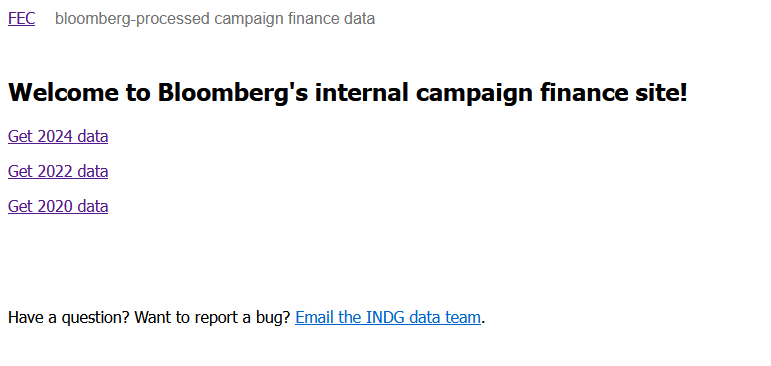 FEC bloomberg-processed campaign finance data
Welcome to Bloomberg's internal campaign finance site!
Get 2024 data
Get 2022 data
Get 2020 data
Have a question? Want to report a bug? Email the INDG data team.